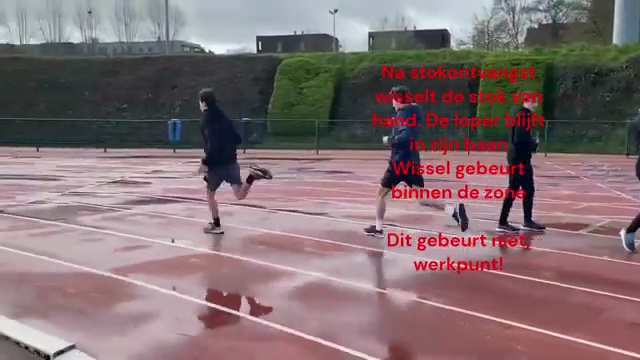 Na stokontvangst
wisselt de stok van
hand. De loper blijft
in zijn baan
Wissel gebeurt
binnen de zone
Dit gebeurt niet,
werkpunt!